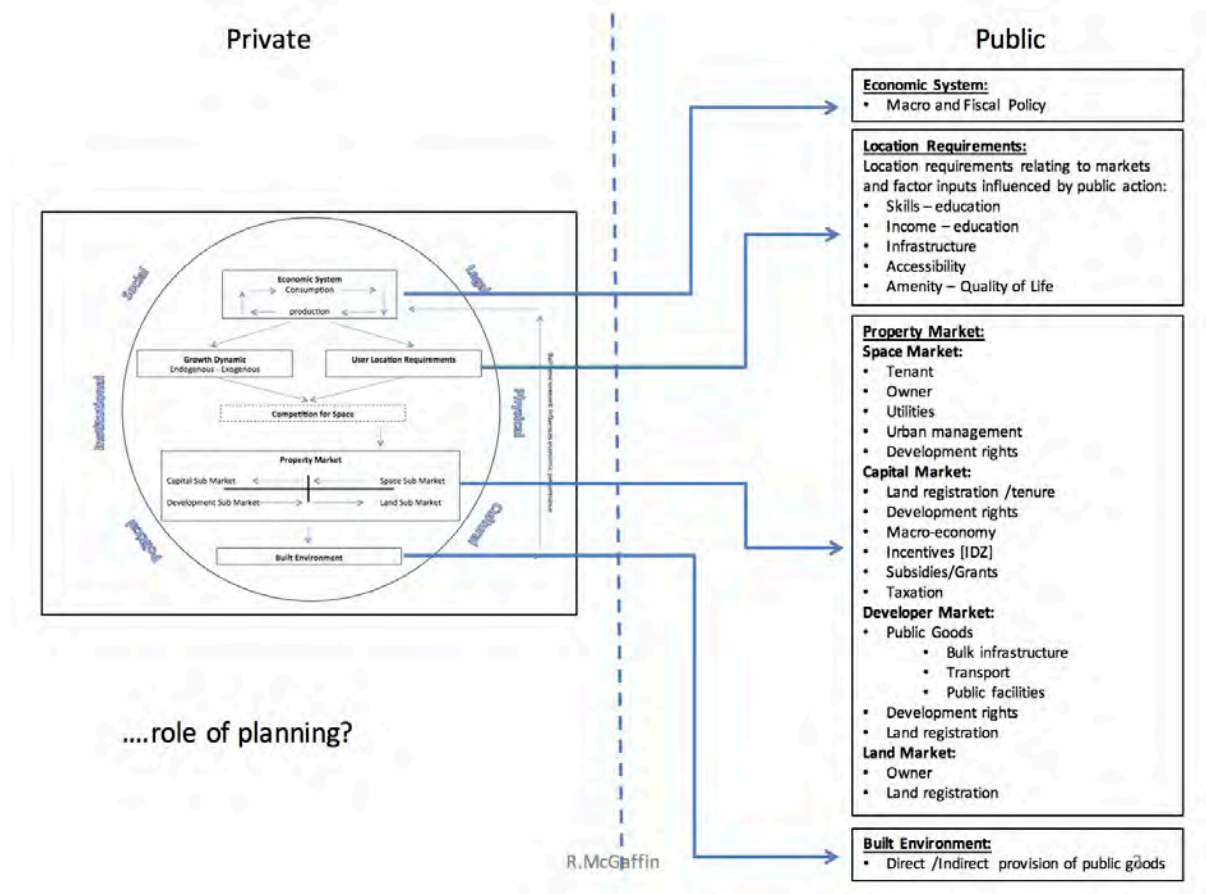 Private
Public
Social
Legal
Institutional
Physical
Political
Cultural
Economic System
Consumption
production
Growth Dynamic
Endogenous - Exogenous
User Location Requirements
Competition for Space
Property Market
Capital Sub Market
Space Sub Market
Development Sub Market
Land Sub Market
Built Environment
....role of planning?
Economic System:
• Macro and Fiscal Policy
Location Requirements:
Location requirements relating to markets
and factor inputs influenced by public action:
• Skills – education
• Income – education
• Infrastructure
• Accessibility
• Amenity – Quality of Life
Property Market:
Space Market:
• Tenant
• Owner
• Utilities
• Urban management
• Development rights
Capital Market:
• Land registration /tenure
• Development rights
• Macro-economy
• Incentives [IDZ]
• Subsidies/Grants
• Taxation
Developer Market:
• Public Goods
• Bulk infrastructure
• Transport
• Public facilities
• Development rights
• Land registration
Land Market:
• Owner
• Land registration
Built Environment:
• Direct /Indirect provision of public goods
R.McGaffin